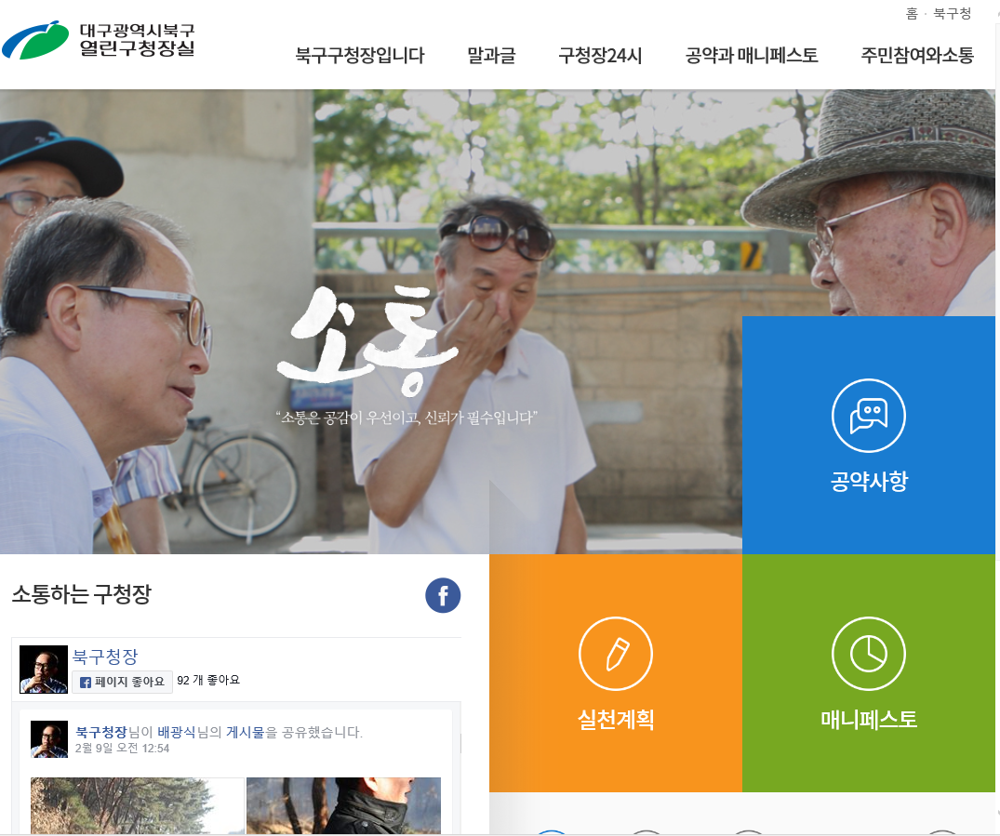 홈 · 북구청
대구광역시북구
열린구청장실
북구구청장입니다 말과글 구청장24시 공약과 매니페스토 주민참여와소통
소통
“소통은 공감이 우선이고, 신뢰가 필수입니다”
공약사항
소통하는 구청장
f
북구청장
페이지 좋아요 92 개 좋아요
실천계획
매니페스토
북구청장님이 배광식님의 게시물을 공유했습니다.
2월 9일 오전 12:54